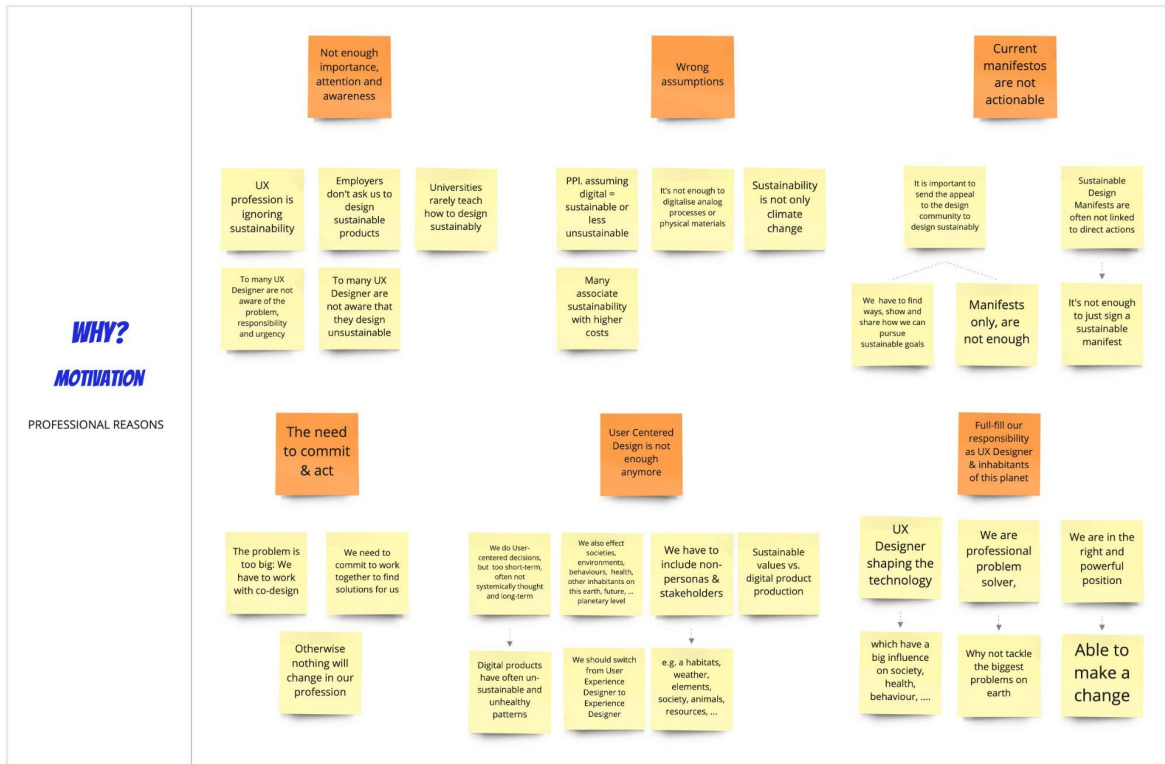 WHY?
MOTIVATION
PROFESSIONAL REASONS
Not enough
importance,
attention and
awareness
UX
profession is
ignoring
sustainability
Employers
don't ask us to
design
sustainable
products
Universities
rarely teach
how to design
sustainably
To many UX
Designer are not
aware of the
problem,
responsibility
and urgency
To many UX
Designer are
not aware that
they design
unsustainable
Wrong
assumptions
PPl. assuming
digital =
sustainable or
less
unsustainable
It's not enough to
digitalise analog
processes or
physical materials
Sustainability
is not only
climate
change
Many
associate
sustainability
with higher
costs
Current
manifestos
are not
actionable
It is important to
send the appeal
to the design
community to
design sustainably
Sustainable
Design
Manifests are
often not linked
to direct actions
We have to find
ways, show and
share how we can
pursue
sustainable goals
Manifests
only, are
not enough
It's not enough
to just sign a
sustainable
manifest
The need
to commit
& act
The problem is
too big: We
have to work
with co-design
We need to
commit to work
together to find
solutions for us
Otherwise
nothing will
change in our
profession
User Centered
Design is not
enough
anymore
We do User-
centered decisions,
but too short-term,
often not
systemically thought
and long-term
We also effect
societies,
environments,
behaviours, health,
other inhabitants on
this earth, future, ...
planetary level
We have to
include non-
personas &
stakeholders
Sustainable
values vs.
digital product
production
Digital products
have often un-
sustainable and
unhealthy
patterns
We should switch
from User
Experience
Designer to
Experience
Designer
e.g. a habitats,
weather,
elements,
society, animals,
resources, ...
Full-fill our
responsibility
as UX Designer
& inhabitants
of this planet
UX
Designer
shaping the
technology
We are
professional
problem
solver,
We are in the
right and
powerful
position
which have a
big influence
on society,
health,
behaviour, ....
Why not tackle
the biggest
problems on
earth
Able to
make a
change